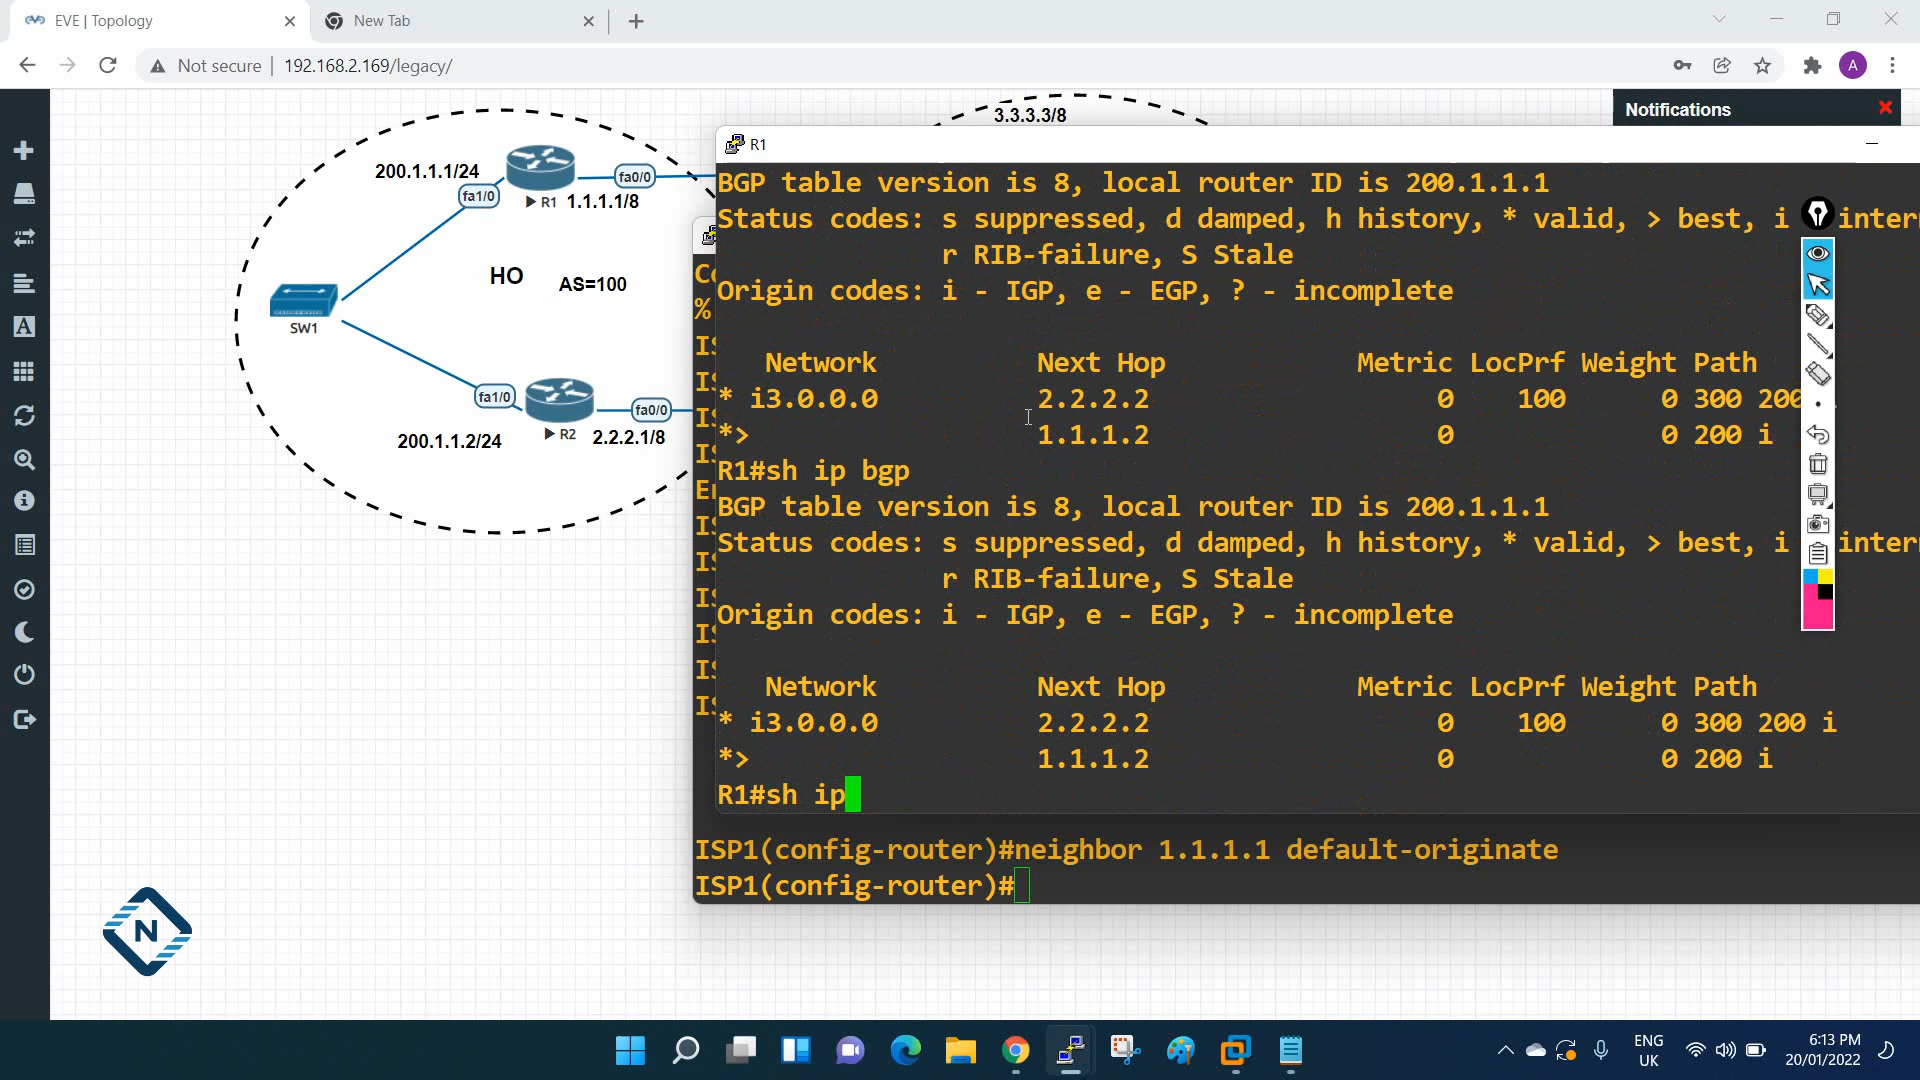 EVE | Topology
New Tab
Not secure
192.168.2.169/legacy/
A
Notifications
3.3.3.3/8
200.1.1.1/24
fa1/0
fa0/0
R1
1.1.1.1/8
HO
AS=100
SW1
fa1/0
fa0/0
R2
200.1.1.2/24
2.2.2.1/8
N
R1
BGP table version is 8, local router ID is 200.1.1.1
Status codes: s suppressed, d damped, h history, * valid, > best, i
r RIB-failure, S Stale
Origin codes: i - IGP, e - EGP, ? - incomplete
Network Next Hop Metric LocPrf Weight Path
* i3.0.0.0 2.2.2.2 0 100 0 300 200
*> 1.1.1.2 0 0 200 i
R1#sh ip bgp
BGP table version is 8, local router ID is 200.1.1.1
Status codes: s suppressed, d damped, h history, * valid, > best, i
r RIB-failure, S Stale
Origin codes: i - IGP, e - EGP, ? - incomplete
Network Next Hop Metric LocPrf Weight Path
* i3.0.0.0 2.2.2.2 0 100 0 300 200 i
*> 1.1.1.2 0 0 200 i
R1#sh ip
ISP1(config-router)#neighbor 1.1.1.1 default-originate
ISP1(config-router)#
ENG
UK
6:13 PM
20/01/2022